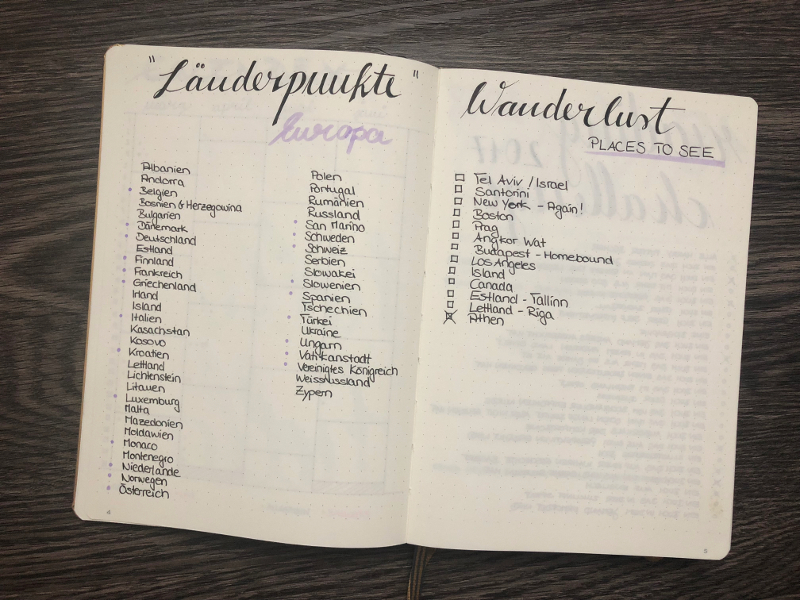 "Länderpunkte"
Europa
Albanien
Andorra
Belgien
Bosnien & Herzegowina
Bulgarien
Dänemark
Deutschland
Estland
Finnland
Frankreich
Griechenland
Irland
Island
Italien
Kasachstan
Kosovo
Kroatien
Lettland
Lichtenstein
Litauen
Luxemburg
Malta
Mazedonien
Moldawien
Monaco
Montenegro
Niederlande
Norwegen
Österreich
Polen
Portugal
Rumänien
Russland
San Marino
Schweden
Schweiz
Serbien
Slowakei
Slowenien
Spanien
Tschechien
Türkei
Ukraine
Ungarn
Vatikanstadt
Vereinigtes Königreich
Weissrussland
Zypern
Wanderlust
PLACES TO SEE
Tel Aviv / Israel
Santorini
New York - Again!
Boston
Prag
Angkor Wat
Budapest - Homebound
Los Angeles
Island
Canada
Estland - Tallinn
Lettland - Riga
Athen
5